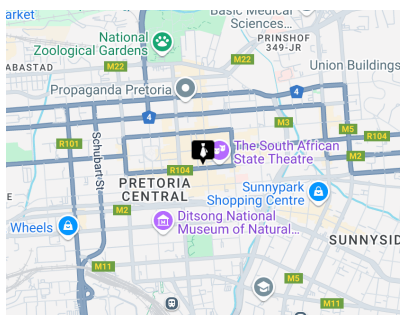 arket
Basic Medical
Sciences...
National
Zoological Gardens
PRINSHOF
349-JR
ABASTAD
M22
M22
Union Buildings
Propaganda Pretoria
4
4
M3
M5
R101
R104
Schubart St
The South African
State Theatre
M2
R104
PRETORIA
CENTRAL
Sunnypark
Shopping Centre
E
M2
Ditsong National
Museum of Natural...
Wheels
SUNNYSID
M11
M5
M11